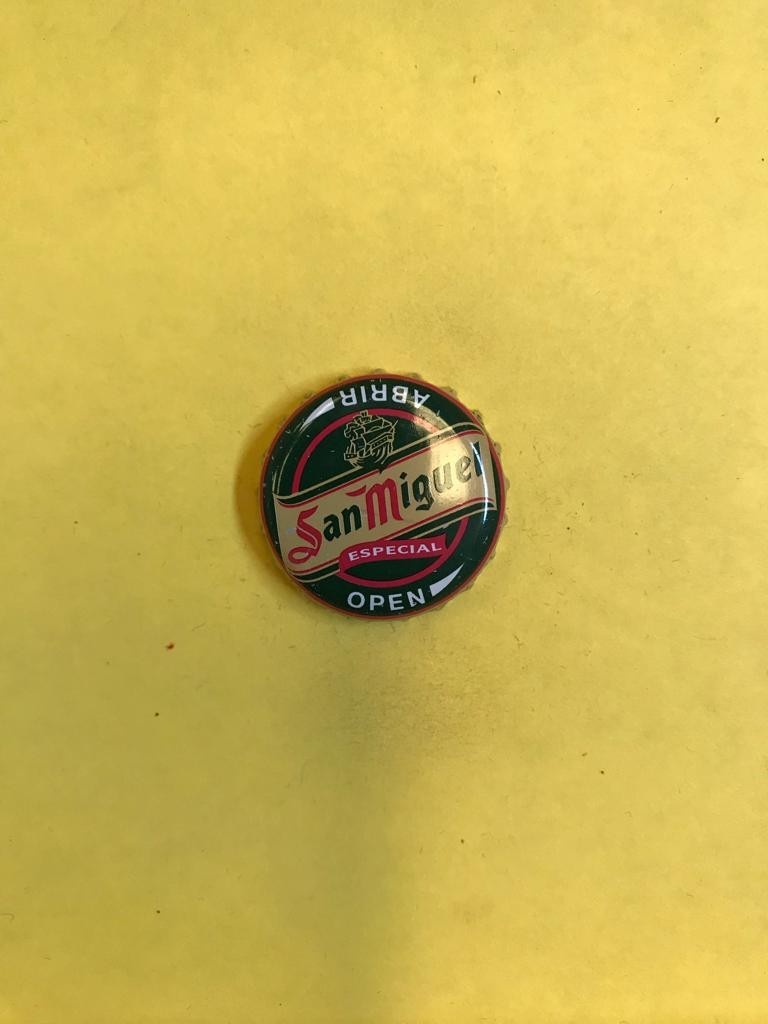 ABRIR
San Miguel
ESPECIAL
OPEN